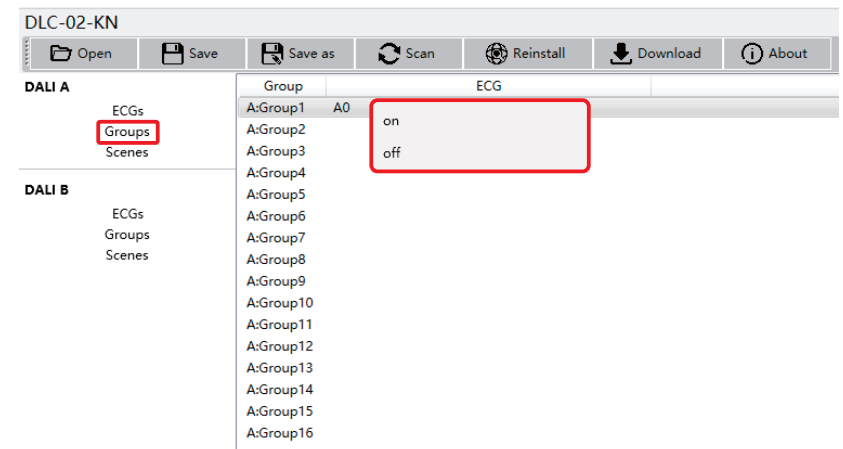 DLC-02-KN
Open Save Save as Scan Reinstall Download About
DALI A
ECGs
Groups
Scenes
DALI B
ECGs
Groups
Scenes
Group ECG
A:Group1 A0
A:Group2
A:Group3
A:Group4
A:Group5
A:Group6
A:Group7
A:Group8
A:Group9
A:Group10
A:Group11
A:Group12
A:Group13
A:Group14
A:Group15
A:Group16
on
off